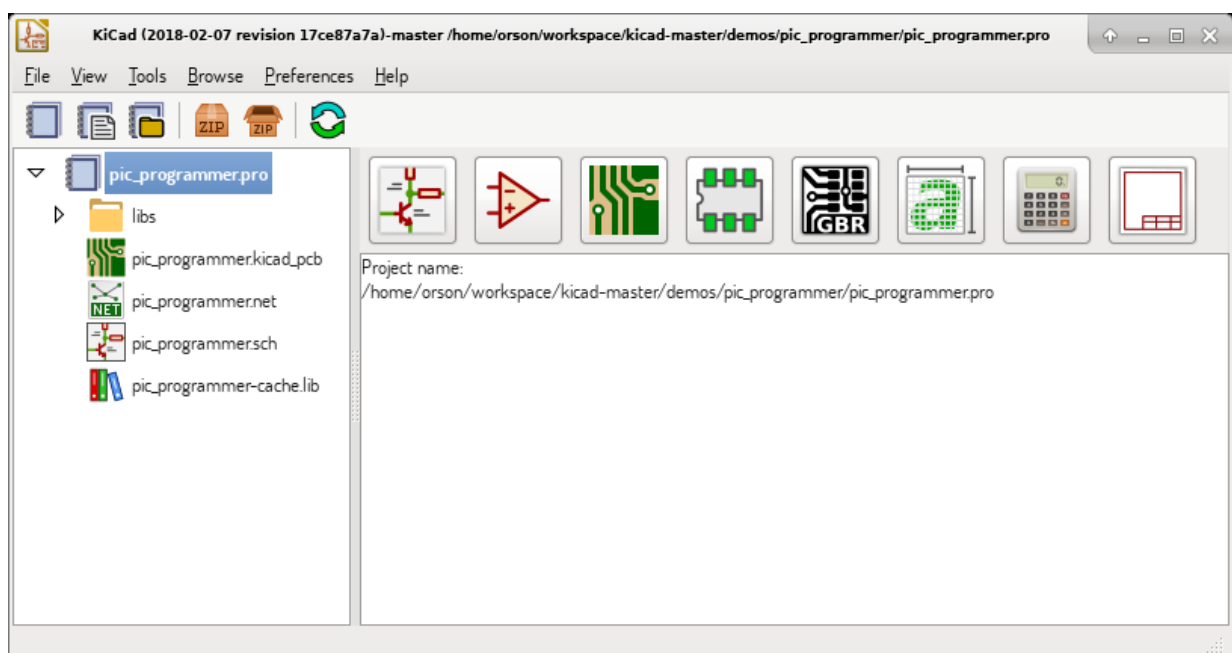 KiCad (2018-02-07 revision 17ce87a7a)-master /home/orson/workspace/kicad-master/demos/pic_programmer/pic_programmer.pro
File View Tools Browse Preferences Help
ZIP ZIP
pic_programmer.pro
libs
pic_programmer.kicad_pcb
NET pic_programmer.net
pic_programmer.sch
pic_programmer-cache.lib
GBR a 0.
Project name:
/home/orson/workspace/kicad-master/demos/pic_programmer/pic_programmer.pro